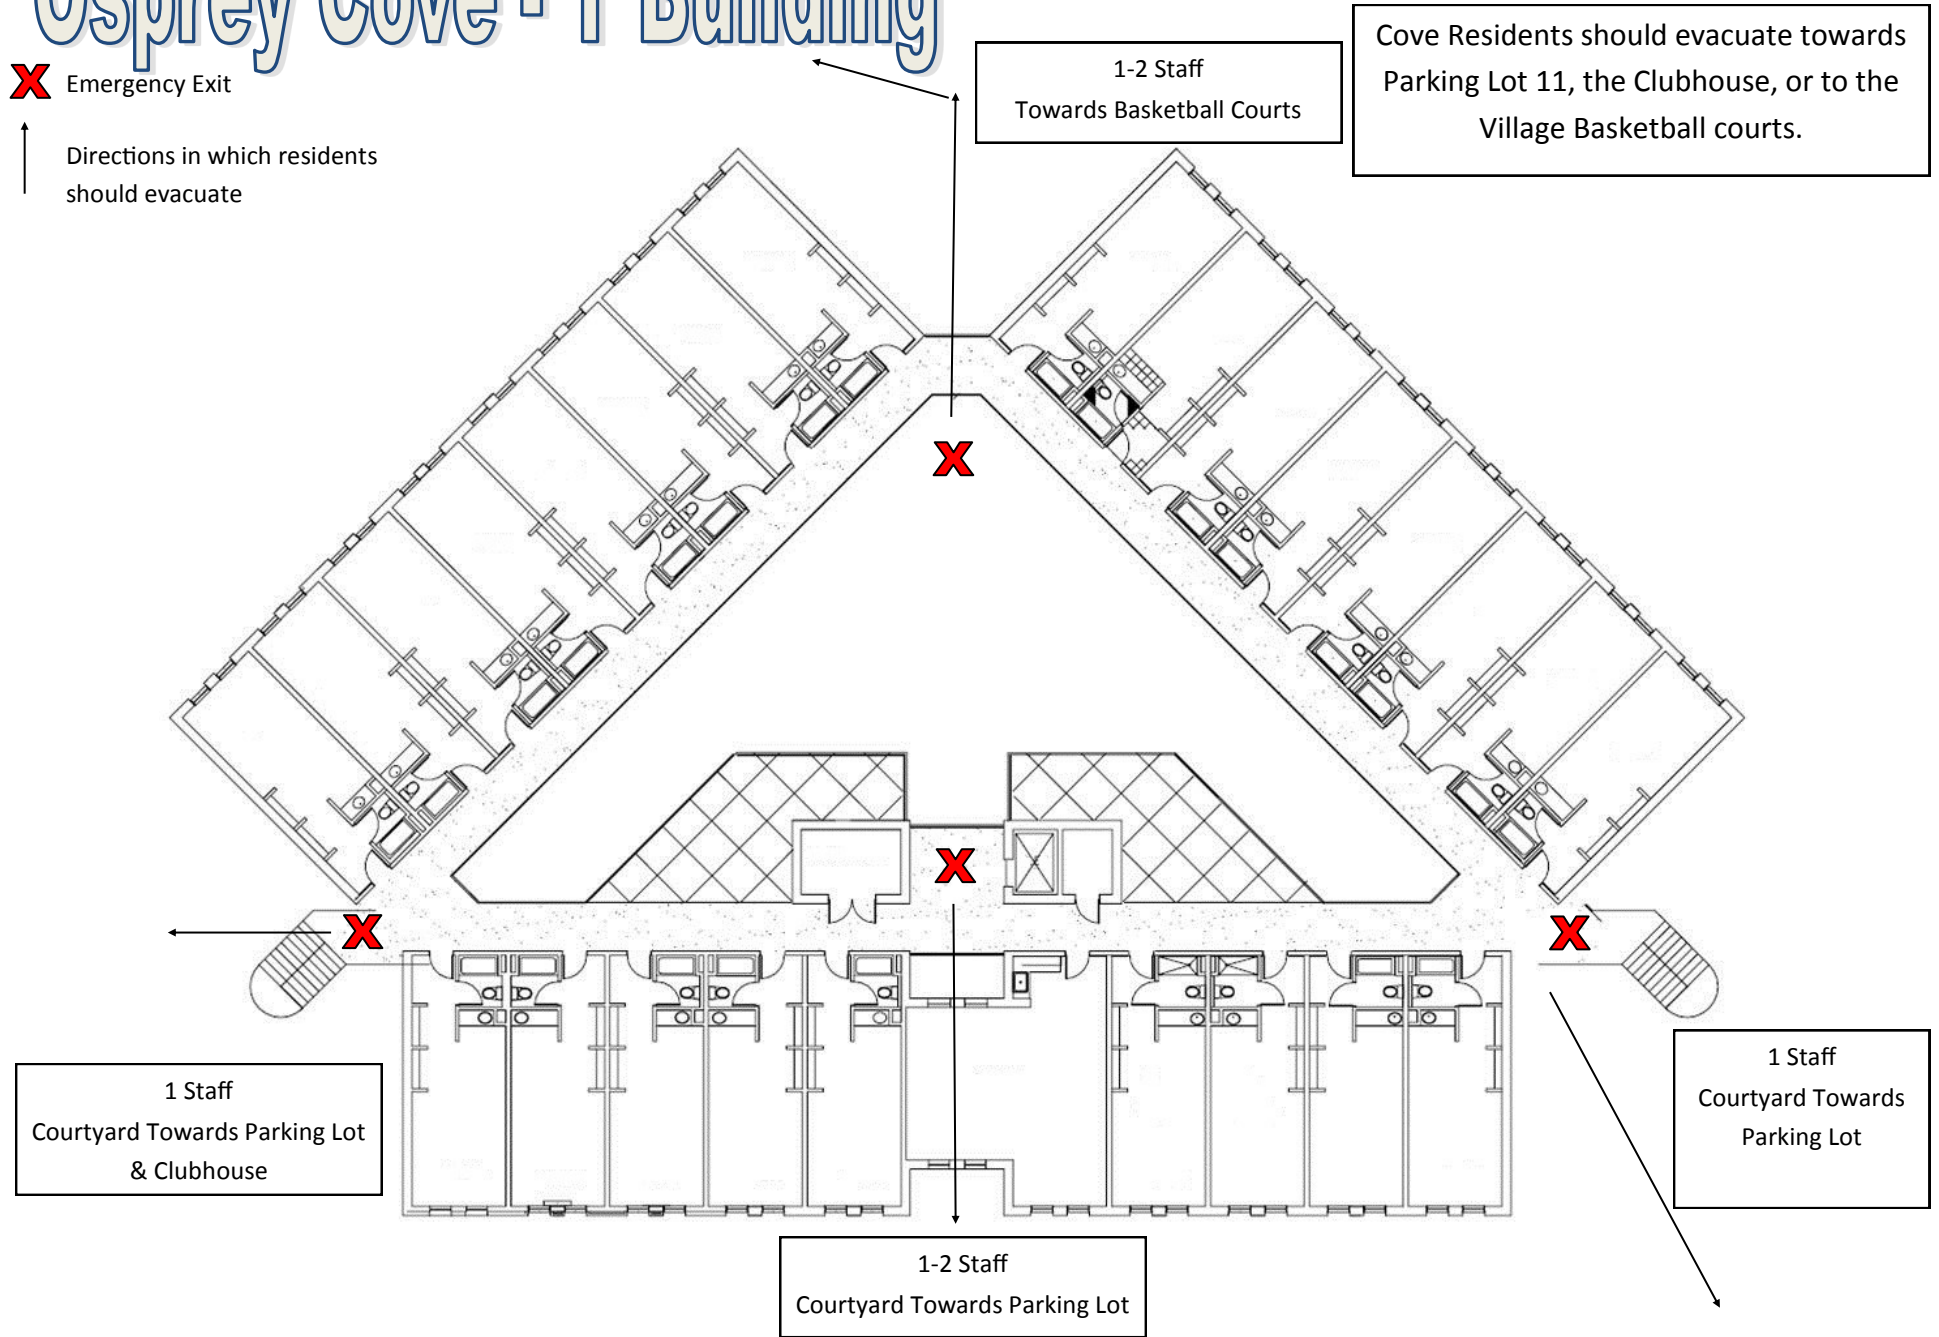 Osprey Cove - T Building
Emergency Exit
Directions in which residents
should evacuate
1-2 Staff
Towards Basketball Courts
Cove Residents should evacuate towards
Parking Lot 11, the Clubhouse, or to the
Village Basketball courts.
1 Staff
Courtyard Towards Parking Lot
& Clubhouse
1-2 Staff
Courtyard Towards Parking Lot
1 Staff
Courtyard Towards
Parking Lot